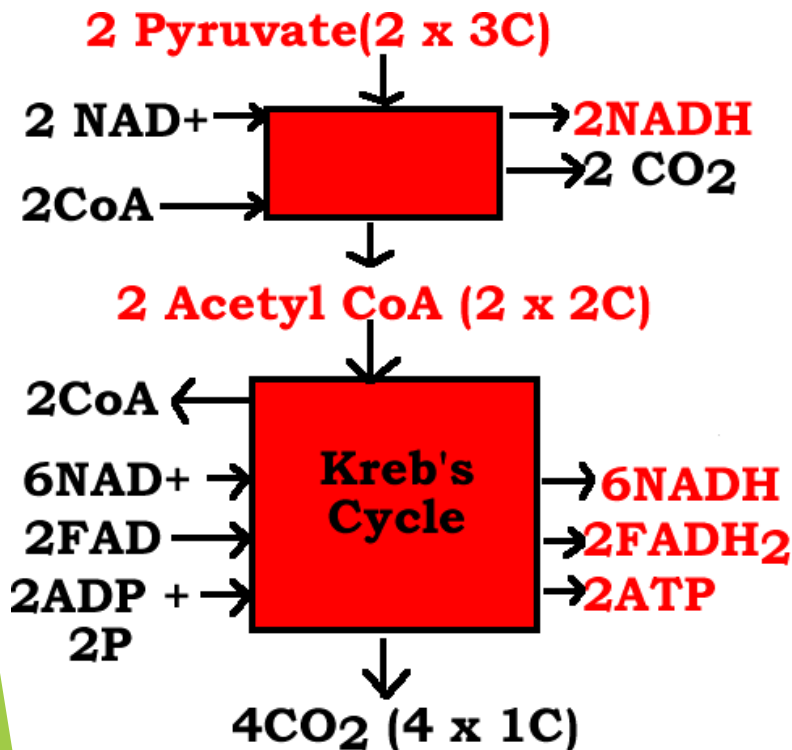 2 Pyruvate(2 x 3C)
2 NAD+
2NADH
2 CO₂
2CoA
2 Acetyl CoA (2 x 2C)
2CoA
Kreb's
Cycle
6NAD+
6NADH
2FAD
2FADH₂
2ADP +
2P
2ATP
4CO₂ (4 x 1C)